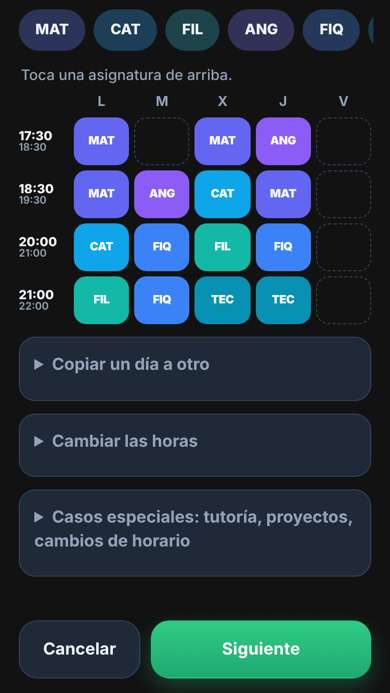 MAT CAT FIL ANG FIQ
Toca una asignatura de arriba.
L M X J V
17:30 MAT MAT ANG
18:30
18:30 MAT ANG CAT MAT
19:30
20:00 CAT FIQ FIL FIQ
21:00
21:00 FIL FIQ TEC TEC
22:00
▶ Copiar un día a otro
▶ Cambiar las horas
▶ Casos especiales: tutoría, proyectos,
cambios de horario
Cancelar Siguiente